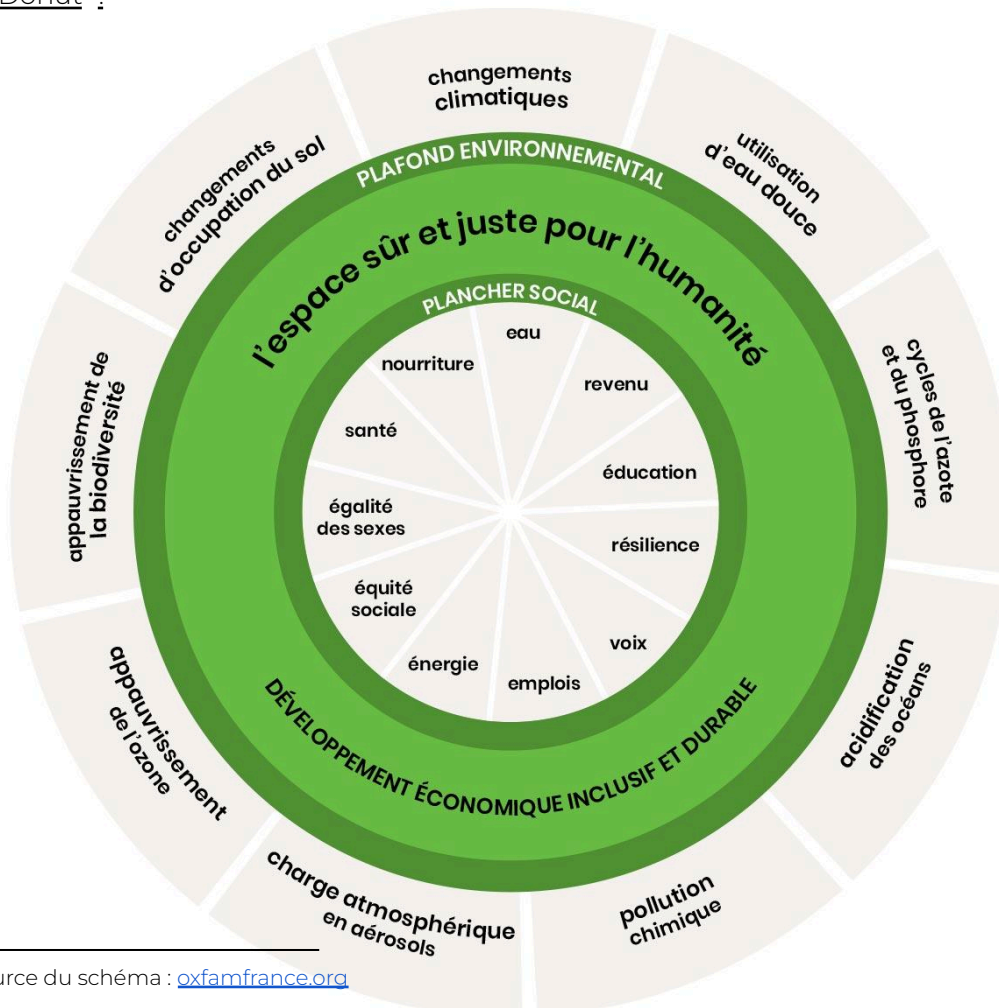 Donut" :
changements
climatiques
utilisation
d'eau douce
cycles de l'azote
et du phosphore
acidification
des océans
pollution
chimique
charge atmosphérique
en aérosols
appauvrissement
de l'ozone
appauvrissement de
la biodiversité
changements
d'occupation du sol
PLAFOND ENVIRONNEMENTAL
l'espace sûr et juste pour l'humanité
PLANCHER SOCIAL
eau
revenu
éducation
résilience
voix
emplois
énergie
équité
sociale
égalité
des sexes
santé
nourriture
DÉVELOPPEMENT ÉCONOMIQUE INCLUSIF ET DURABLE
urce du schéma : oxfamfrance.org